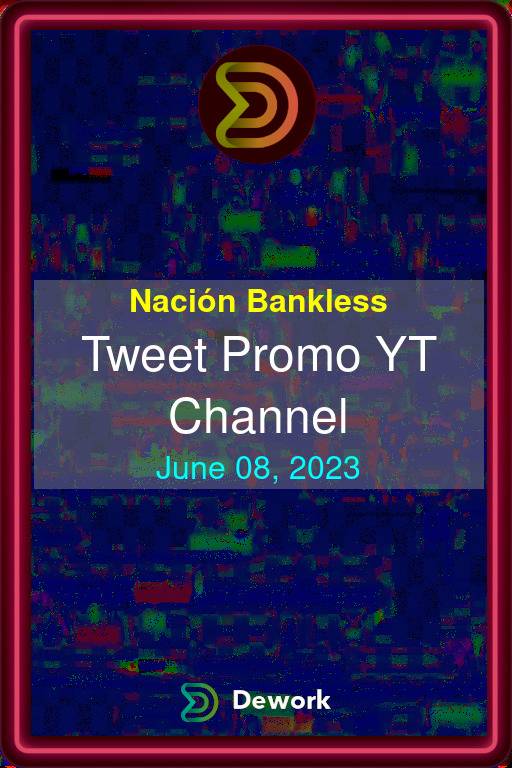 Nación Bankless
Tweet Promo YT
Channel
June 08, 2023
Dework